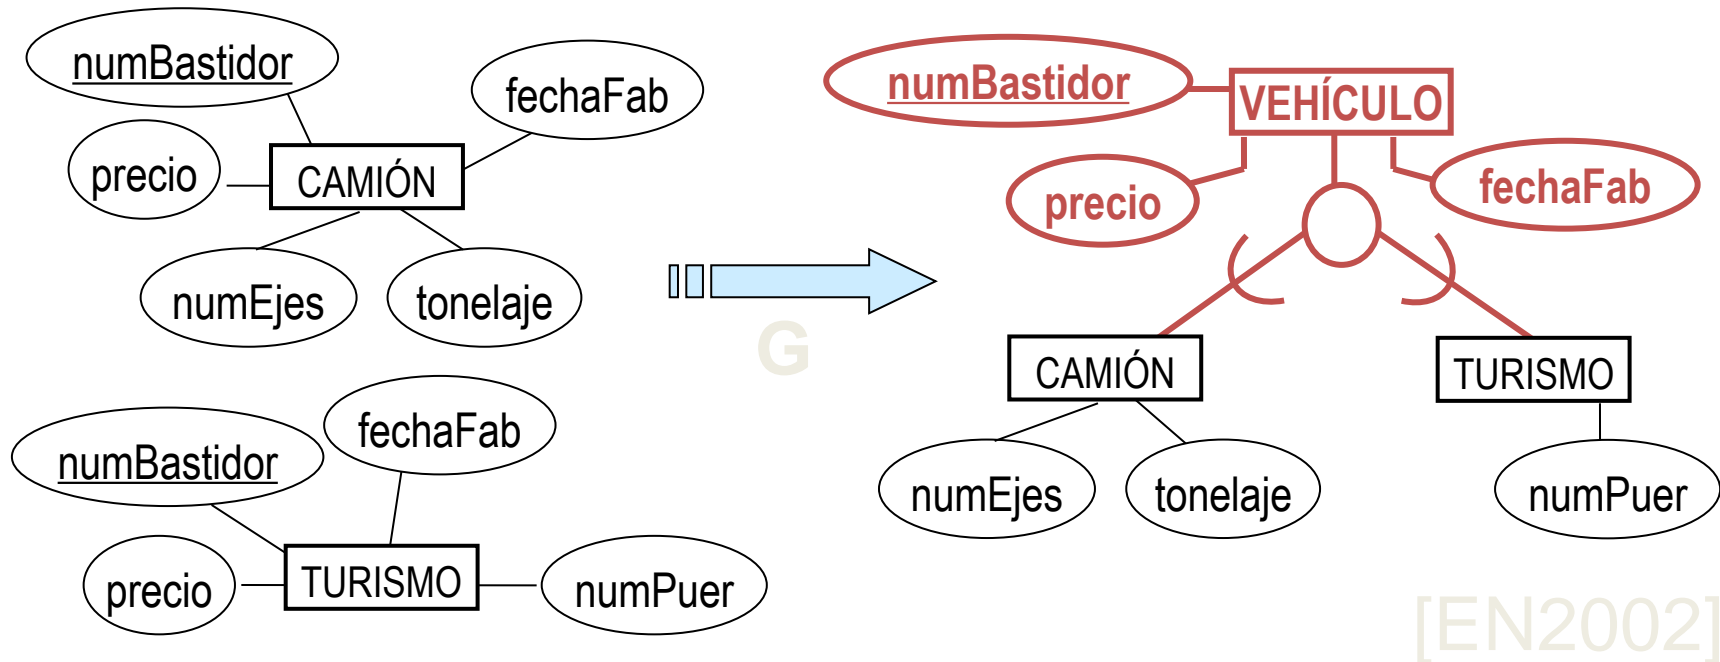 numBastidor
fechaFab
precio
CAMIÓN
numEjes
tonelaje
fechaFab
numBastidor
precio
TURISMO
numPuer
G
numBastidor
VEHÍCULO
precio
fechaFab
CAMIÓN
TURISMO
numEjes
tonelaje
numPuer
[EN2002]